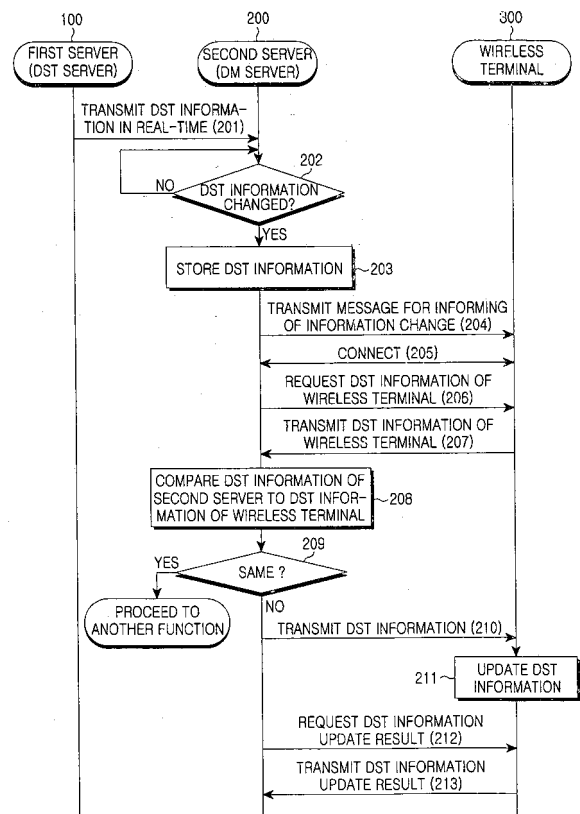 100
200
300
FIRST SERVER
(DST SERVER)
SECOND SERVER
(DM SERVER)
WIRELESS
TERMINAL
TRANSMIT DST INFORMA-
TION IN REAL-TIME (201)
202
NO
DST INFORMATION
CHANGED?
YES
STORE DST INFORMATION
203
TRANSMIT MESSAGE FOR INFORMING
OF INFORMATION CHANGE (204)
CONNECT (205)
REQUEST DST INFORMATION OF
WIRELESS TERMINAL (206)
TRANSMIT DST INFORMATION OF
WIRELESS TERMINAL (207)
COMPARE DST INFORMATION OF
SECOND SERVER TO DST INFOR-
MATION OF WIRELESS TERMINAL
208
209
YES
SAME ?
NO
PROCEED TO
ANOTHER FUNCTION
TRANSMIT DST INFORMATION (210)
211
UPDATE DST
INFORMATION
REQUEST DST INFORMATION
UPDATE RESULT (212)
TRANSMIT DST INFORMATION
UPDATE RESULT (213)